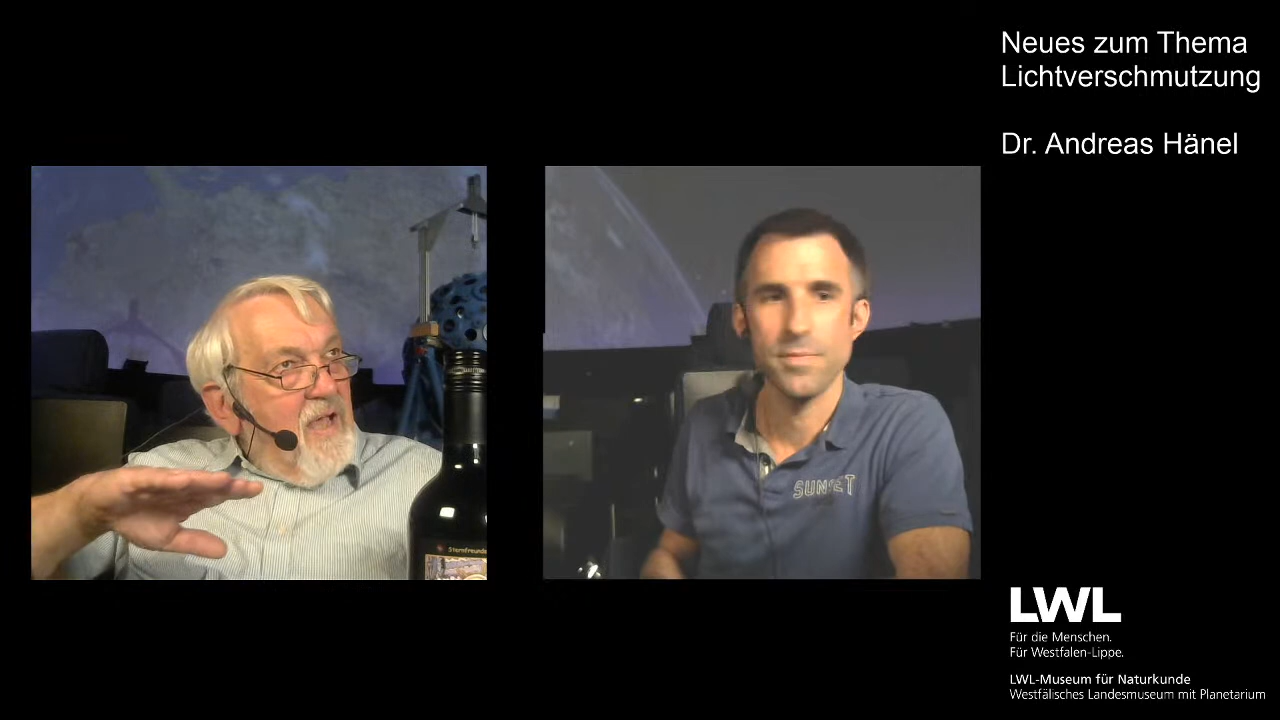 Neues zum Thema
Lichtverschmutzung
Dr. Andreas Hänel
SUNSET
Sternfreunde
LWL
Für die Menschen.
Für Westfalen-Lippe.
LWL-Museum für Naturkunde
Westfälisches Landesmuseum mit Planetarium